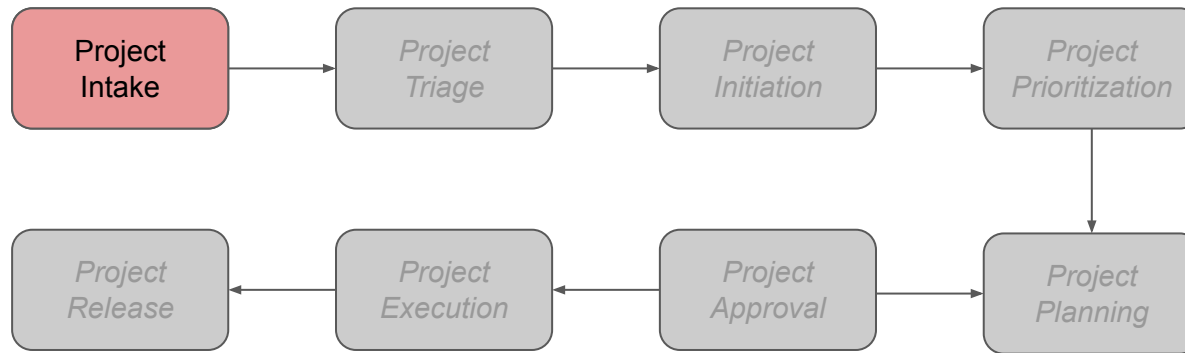 Project
Intake
Project
Triage
Project
Initiation
Project
Prioritization
Project
Release
Project
Execution
Project
Approval
Project
Planning